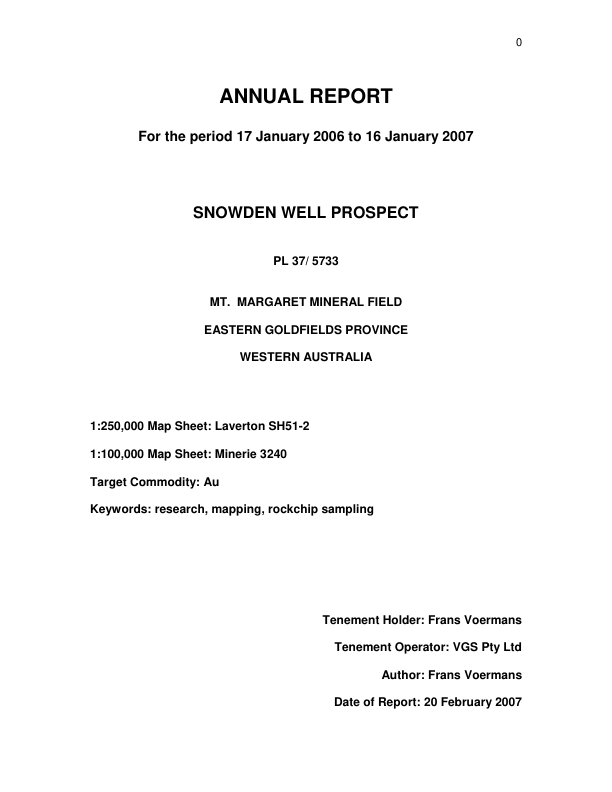 0
ANNUAL REPORT
For the period 17 January 2006 to 16 January 2007
SNOWDEN WELL PROSPECT
PL 37/ 5733
MT. MARGARET MINERAL FIELD
EASTERN GOLDFIELDS PROVINCE
WESTERN AUSTRALIA
1:250,000 Map Sheet: Laverton SH51-2
1:100,000 Map Sheet: Minerie 3240
Target Commodity: Au
Keywords: research, mapping, rockchip sampling
Tenement Holder: Frans Voermans
Tenement Operator: VGS Pty Ltd
Author: Frans Voermans
Date of Report: 20 February 2007